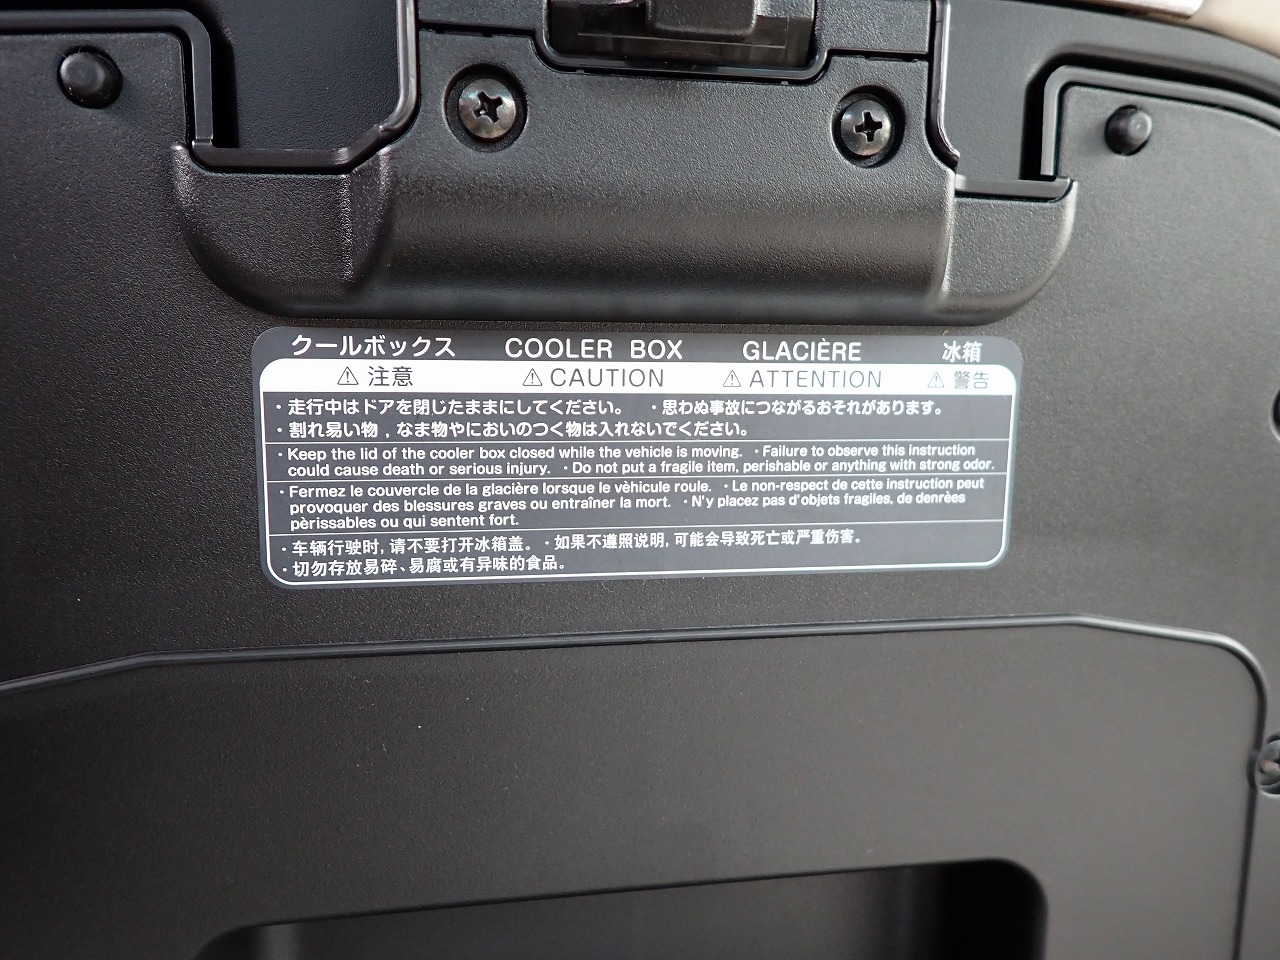 クールボックス COOLER BOX GLACIÈRE 冰箱
⚠ 注意 ⚠ CAUTION ⚠ ATTENTION ⚠ 警告
・走行中はドアを閉じたままにしてください。 ・思わぬ事故につながるおそれがあります。
・割れ易い物，なま物やにおいのつく物は入れないでください。
・Keep the lid of the cooler box closed while the vehicle is moving. ・Failure to observe this instruction
could cause death or serious injury. ・Do not put a fragile item, perishable or anything with strong odor.
・Fermez le couvercle de la glacière lorsque le vèhicule roule. ・Le non-respect de cette instruction peut
provoquer des blessures graves ou entraîner la mort. ・N'y placez pas d'objets fragiles, de denrèes
pèrissables ou qui sentent fort.
・车辆行驶时, 请不要打开冰箱盖。・如果不遵照说明, 可能会导致死亡或严重伤害。
・切勿存放易碎、易腐或有异味的食品。